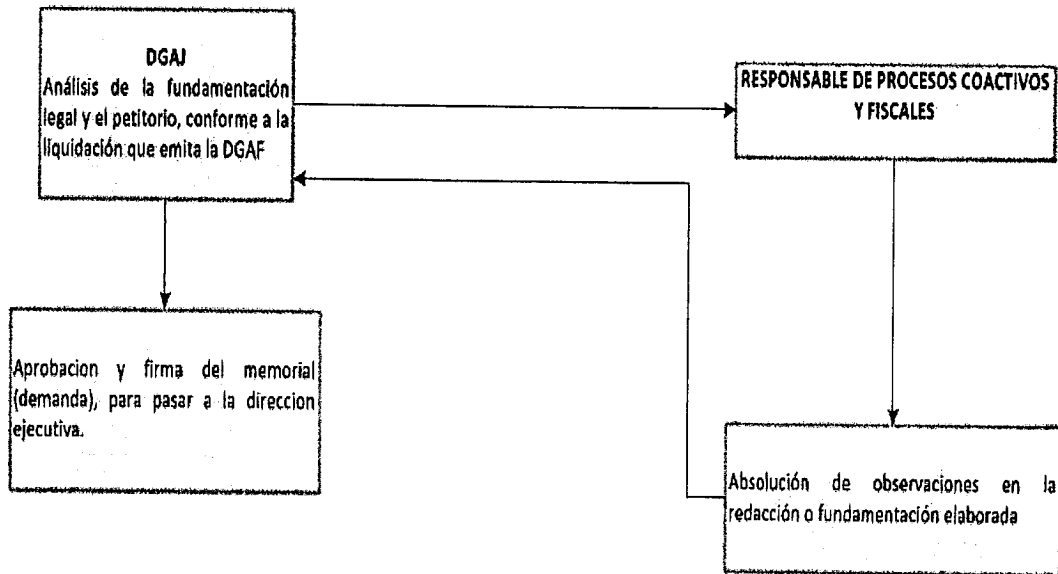 DGAJ
Análisis de la fundamentación
legal y el petitorio, conforme a la
liquidación que emita la DGAF
RESPONSABLE DE PROCESOS COACTIVOS
Y FISCALES
Aprobacion y firma del memorial
(demanda), para pasar a la direccion
ejecutiva.
Absolución de observaciones en la
redacción o fundamentación elaborada